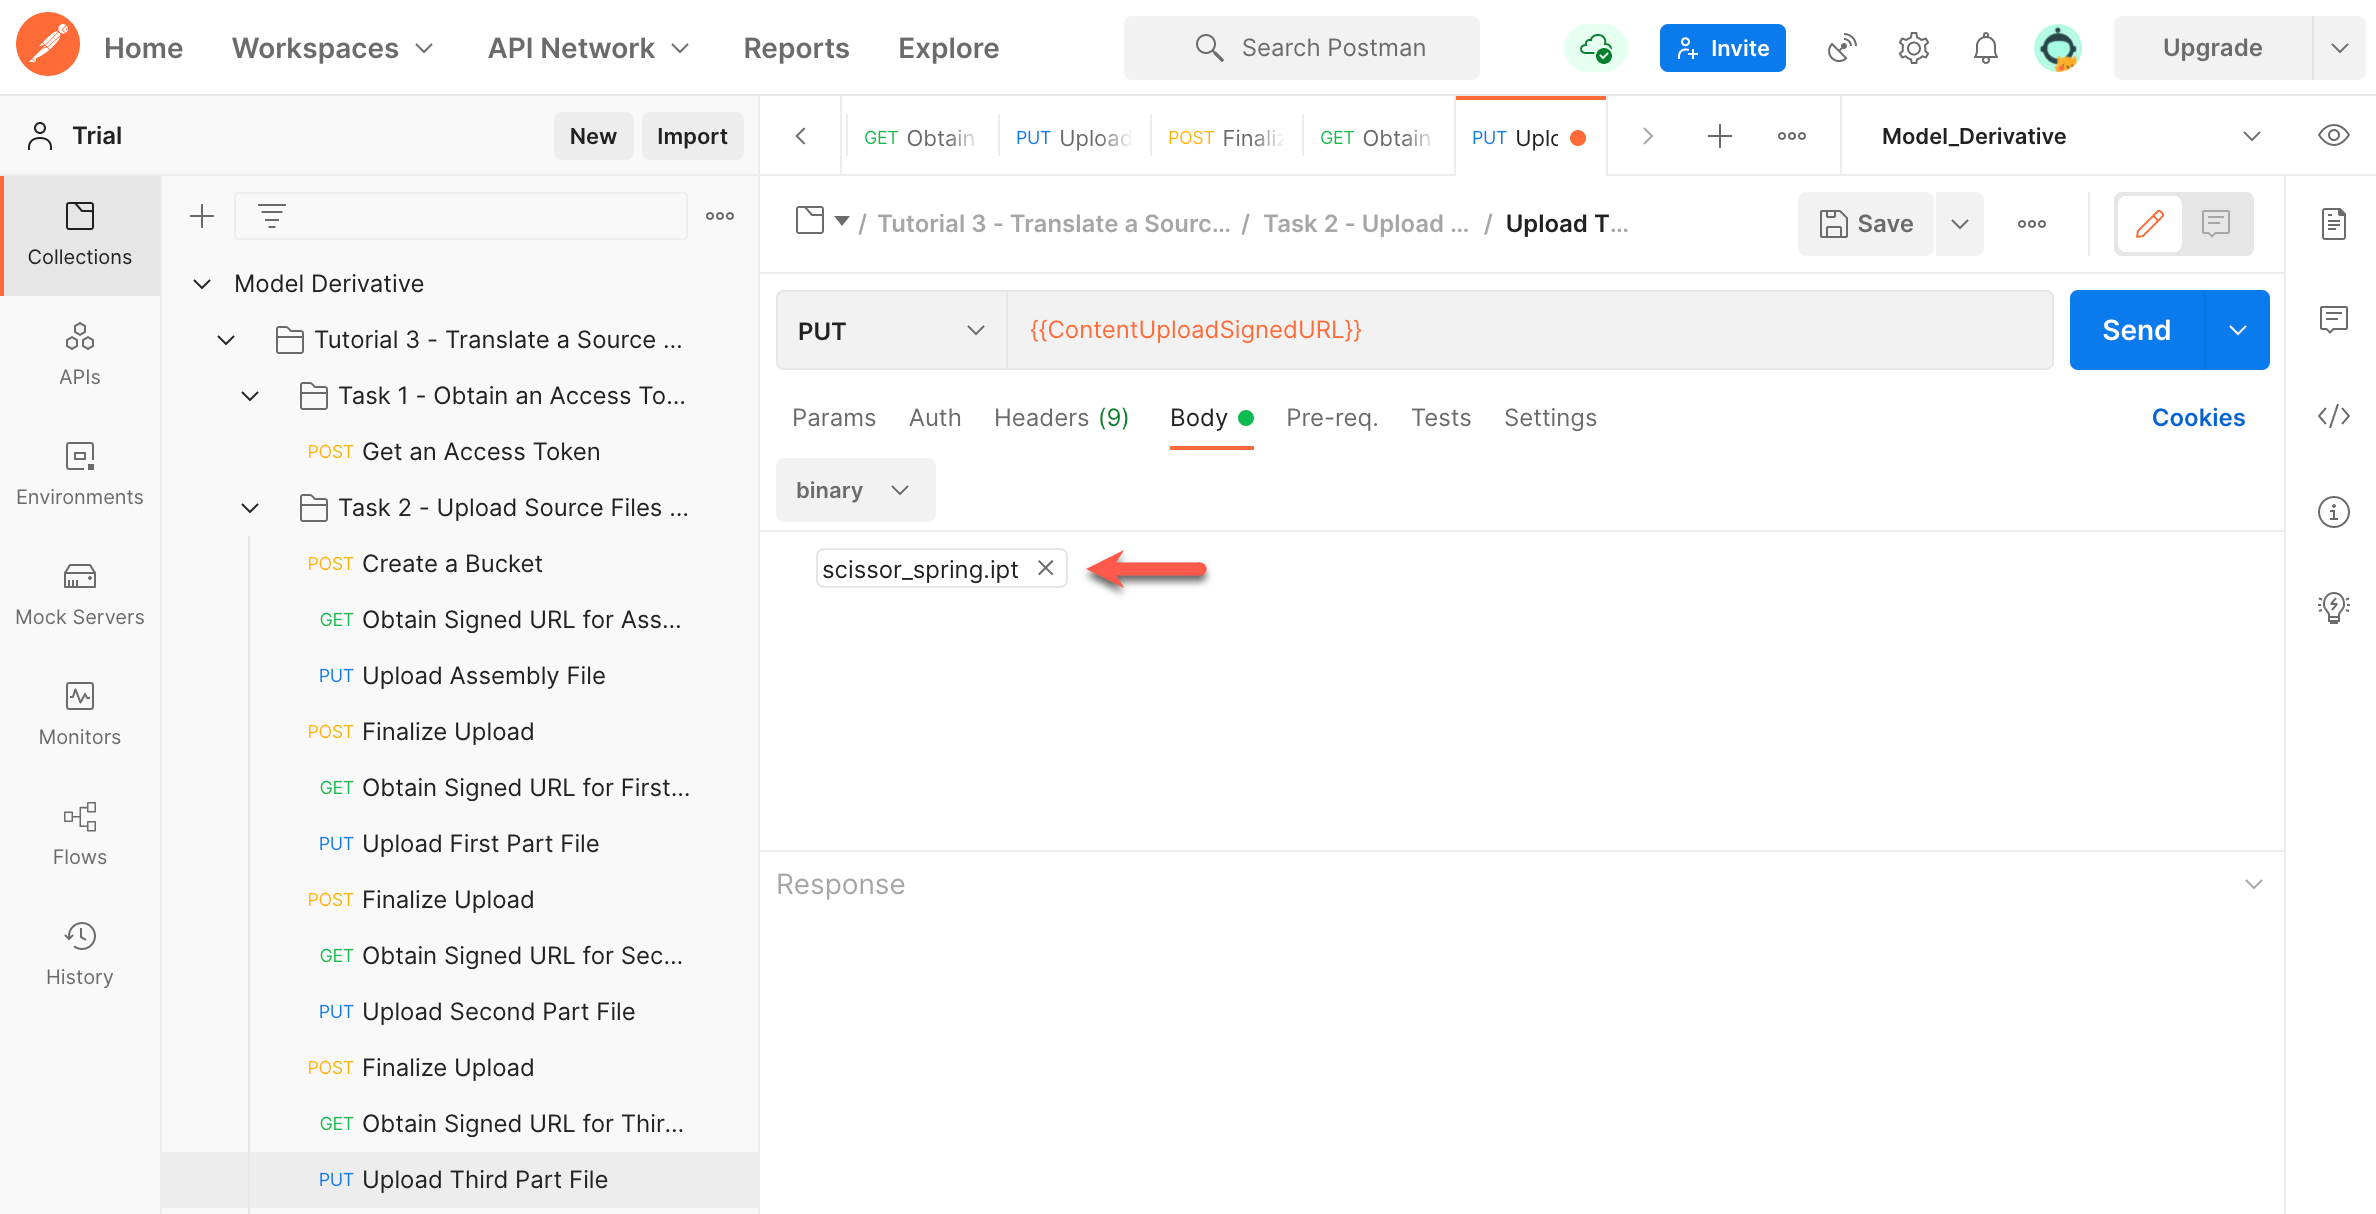 Home
Workspaces
API Network
Reports
Explore
Search Postman
Invite
Upgrade
Trial
New
Import
GET Obtain
PUT Upload
POST Finaliz
GET Obtain
PUT Uplo
Model_Derivative
Collections
APIs
Environments
Mock Servers
Monitors
Flows
History
Model Derivative
Tutorial 3 - Translate a Source ...
Task 1 - Obtain an Access To...
POST Get an Access Token
Task 2 - Upload Source Files ...
POST Create a Bucket
GET Obtain Signed URL for Ass...
PUT Upload Assembly File
POST Finalize Upload
GET Obtain Signed URL for First...
PUT Upload First Part File
POST Finalize Upload
GET Obtain Signed URL for Sec...
PUT Upload Second Part File
POST Finalize Upload
GET Obtain Signed URL for Thir...
PUT Upload Third Part File
/ Tutorial 3 - Translate a Sourc... / Task 2 - Upload ... / Upload T...
Save
PUT
{{ContentUploadSignedURL}}
Send
Params
Auth
Headers (9)
Body
Pre-req.
Tests
Settings
Cookies
binary
scissor_spring.ipt
Response